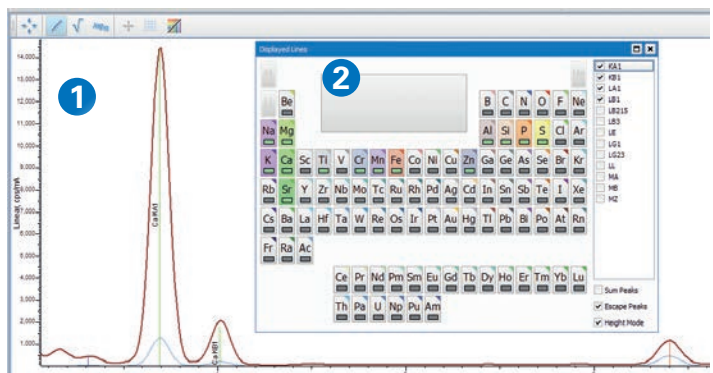 1
Displayed Lines
2
14,000
13,000
12,000
11,000
10,000
9,000
8,000
7,000
6,000
5,000
4,000
3,000
2,000
1,000
Linear, cps/mA
Ca KA1
Ca KB1
Be B C N O F Ne
Na Mg Al Si P S Cl Ar
K Ca Sc Ti V Cr Mn Fe Co Ni Cu Zn Ga Ge As Se Br Kr
Rb Sr Y Zr Nb Mo Tc Ru Rh Pd Ag Cd In Sn Sb Te I Xe
Cs Ba La Hf Ta W Re Os Ir Pt Au Hg Tl Pb Bi Po At Rn
Fr Ra Ac
Ce Pr Nd Pm Sm Eu Gd Tb Dy Ho Er Tm Yb Lu
Th Pa U Np Pu Am
KA1
KB1
LA1
LB1
LB215
LB3
LE
LG1
LG23
LL
MA
MB
MZ
Sum Peaks
Escape Peaks
Height Mode